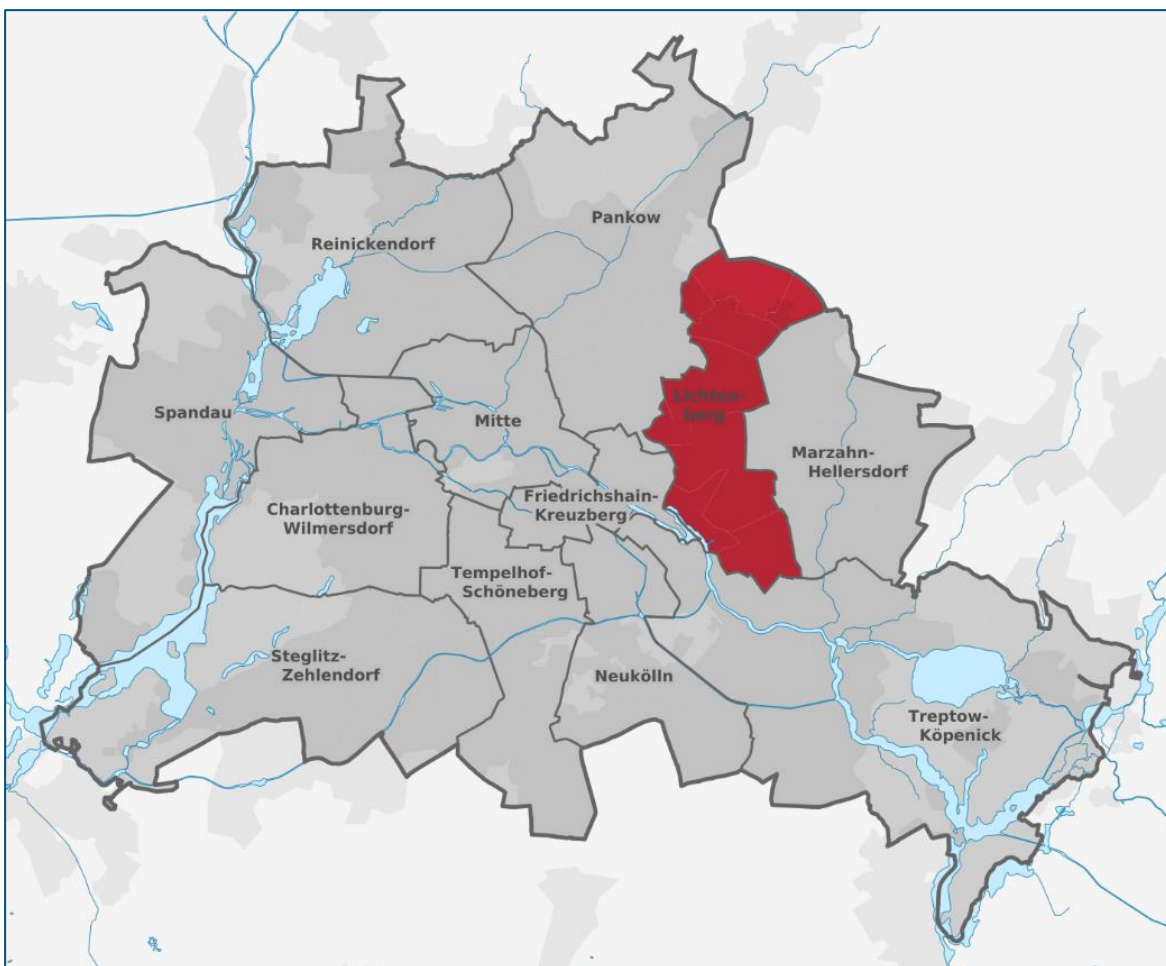 Pankow
Reinickendorf
Lichten-
berg
Spandau
Mitte
Marzahn-
Hellersdorf
Friedrichshain-
Kreuzberg
Charlottenburg-
Wilmersdorf
Tempelhof-
Schöneberg
Steglitz-
Zehlendorf
Neukölln
Treptow-
Köpenick